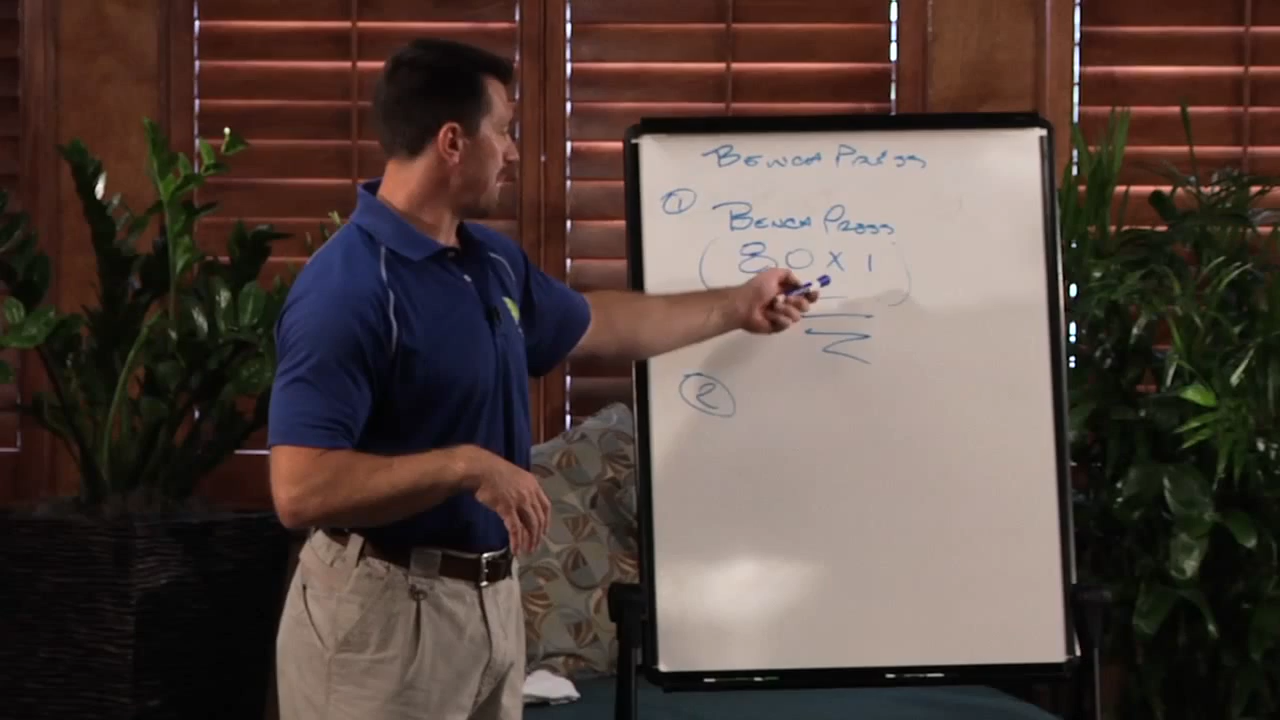 BENCH PRESS
① BENCH PRESS
(80 x 1)
②